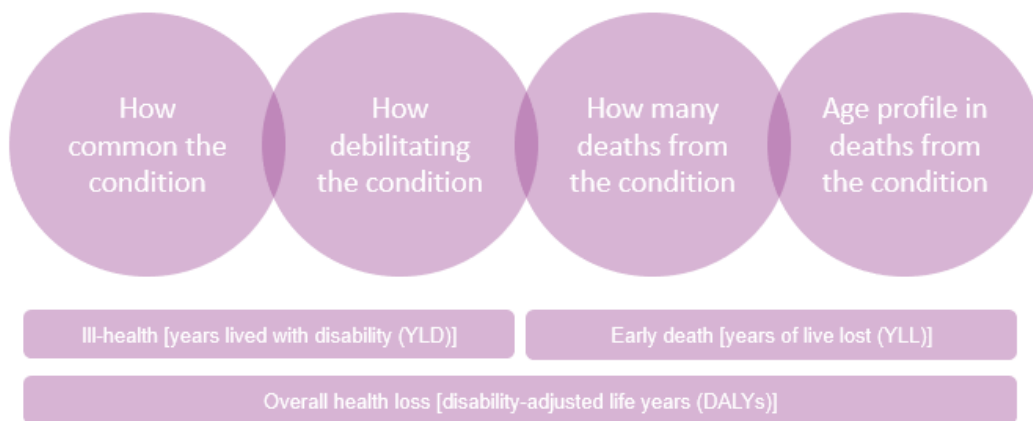 How
common the
condition
How
debilitating
the condition
How many
deaths from
the condition
Age profile in
deaths from
the condition
Ill-health [years lived with disability (YLD)]
Early death [years of live lost (YLL)]
Overall health loss [disability-adjusted life years (DALYs)]